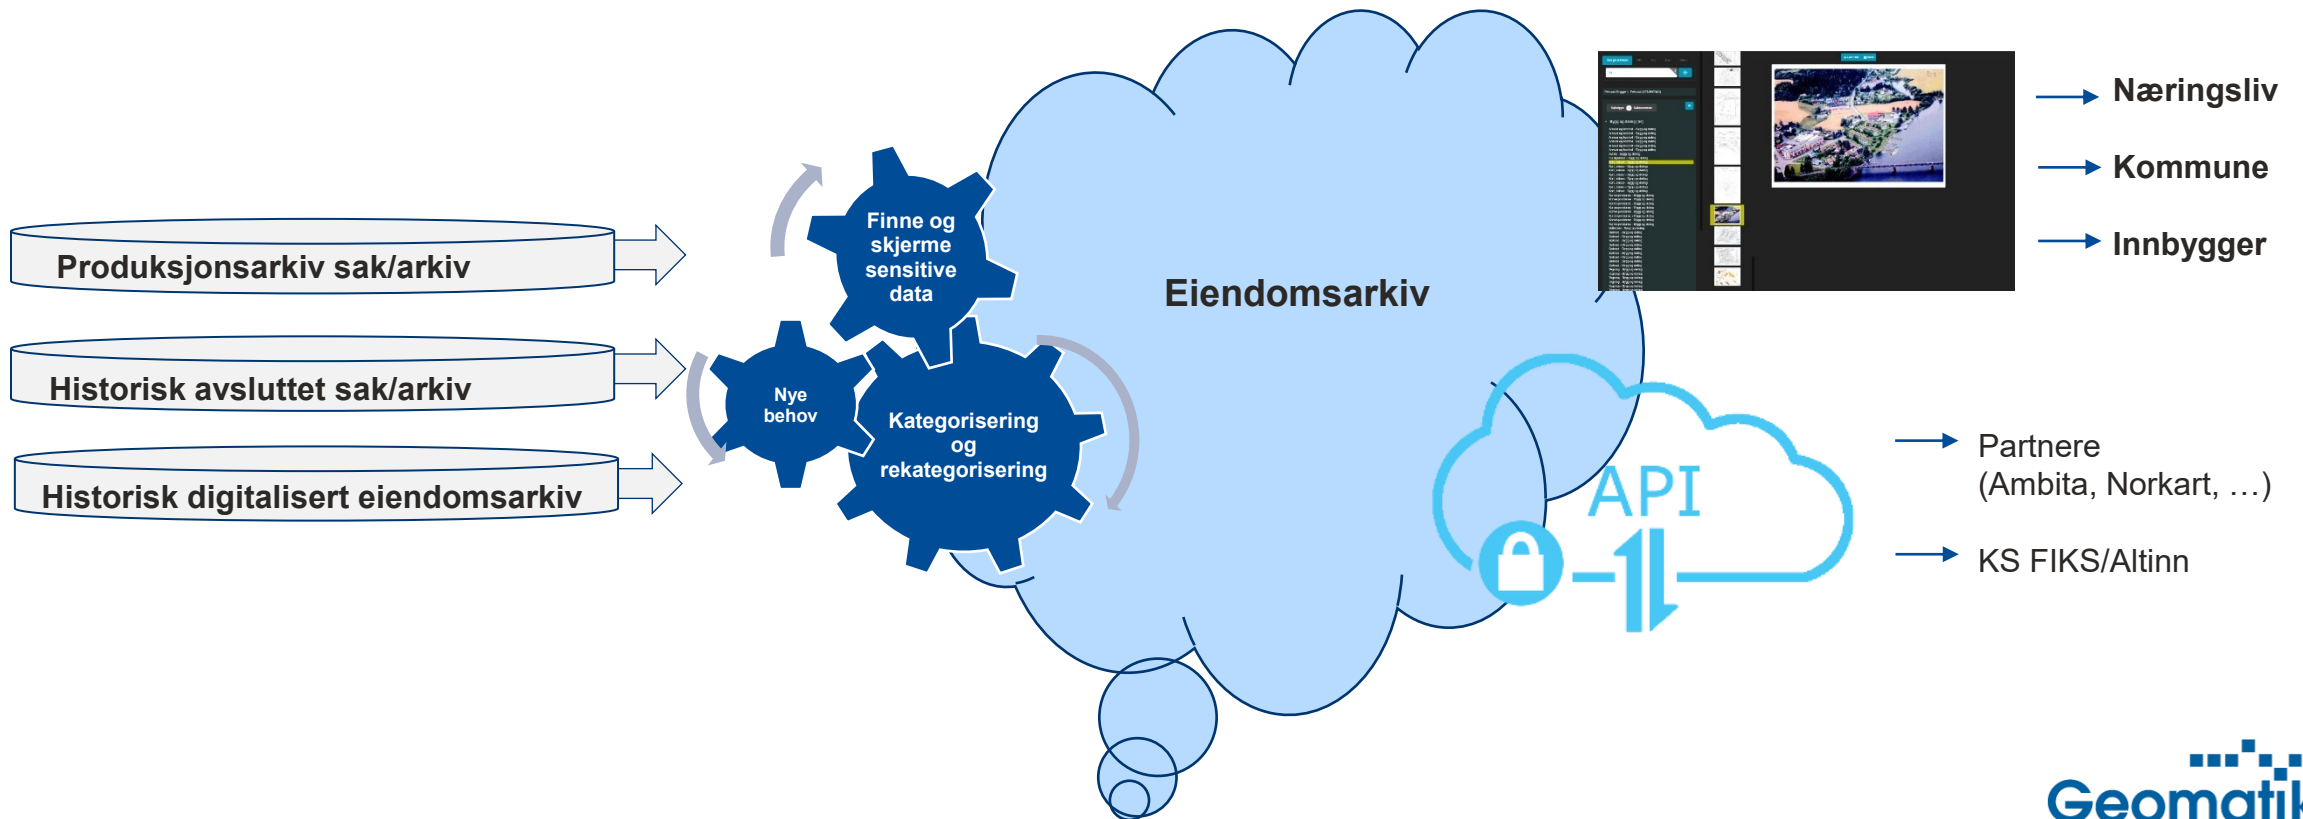 Produksjonsarkiv sak/arkiv
Historisk avsluttet sak/arkiv
Historisk digitalisert eiendomsarkiv
Finne og
skjerme
sensitive
data
Nye
behov
Kategorisering
og
rekategorisering
Eiendomsarkiv
Næringsliv
Kommune
Innbygger
API
Partnere
(Ambita, Norkart, …)
KS FIKS/Altinn
Geomatik